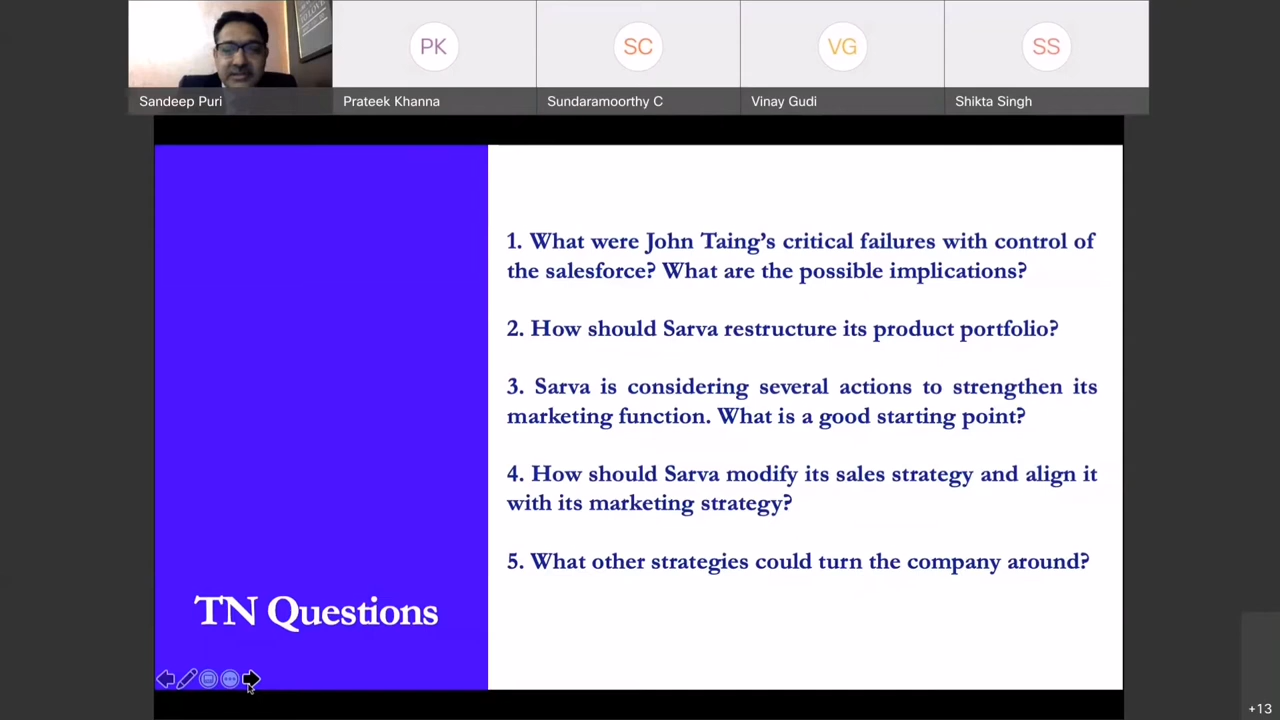 PK
SC
VG
SS
Sandeep Puri
Prateek Khanna
Sundaramoorthy C
Vinay Gudi
Shikta Singh
1. What were John Taing’s critical failures with control of
the salesforce? What are the possible implications?
2. How should Sarva restructure its product portfolio?
3. Sarva is considering several actions to strengthen its
marketing function. What is a good starting point?
4. How should Sarva modify its sales strategy and align it
with its marketing strategy?
5. What other strategies could turn the company around?
TN Questions
+13